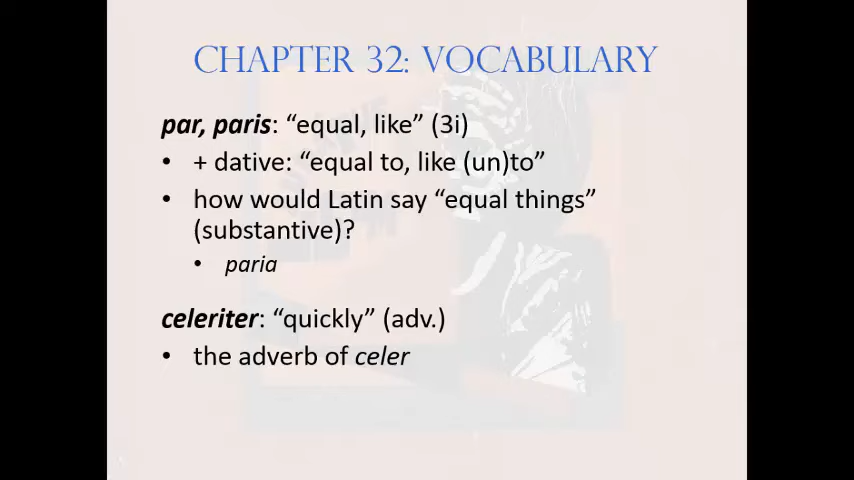 CHAPTER 32: VOCABULARY
par, paris: “equal, like” (3i)
• + dative: “equal to, like (un)to”
• how would Latin say “equal things”
(substantive)?
• paria
celeriter: “quickly” (adv.)
• the adverb of celer